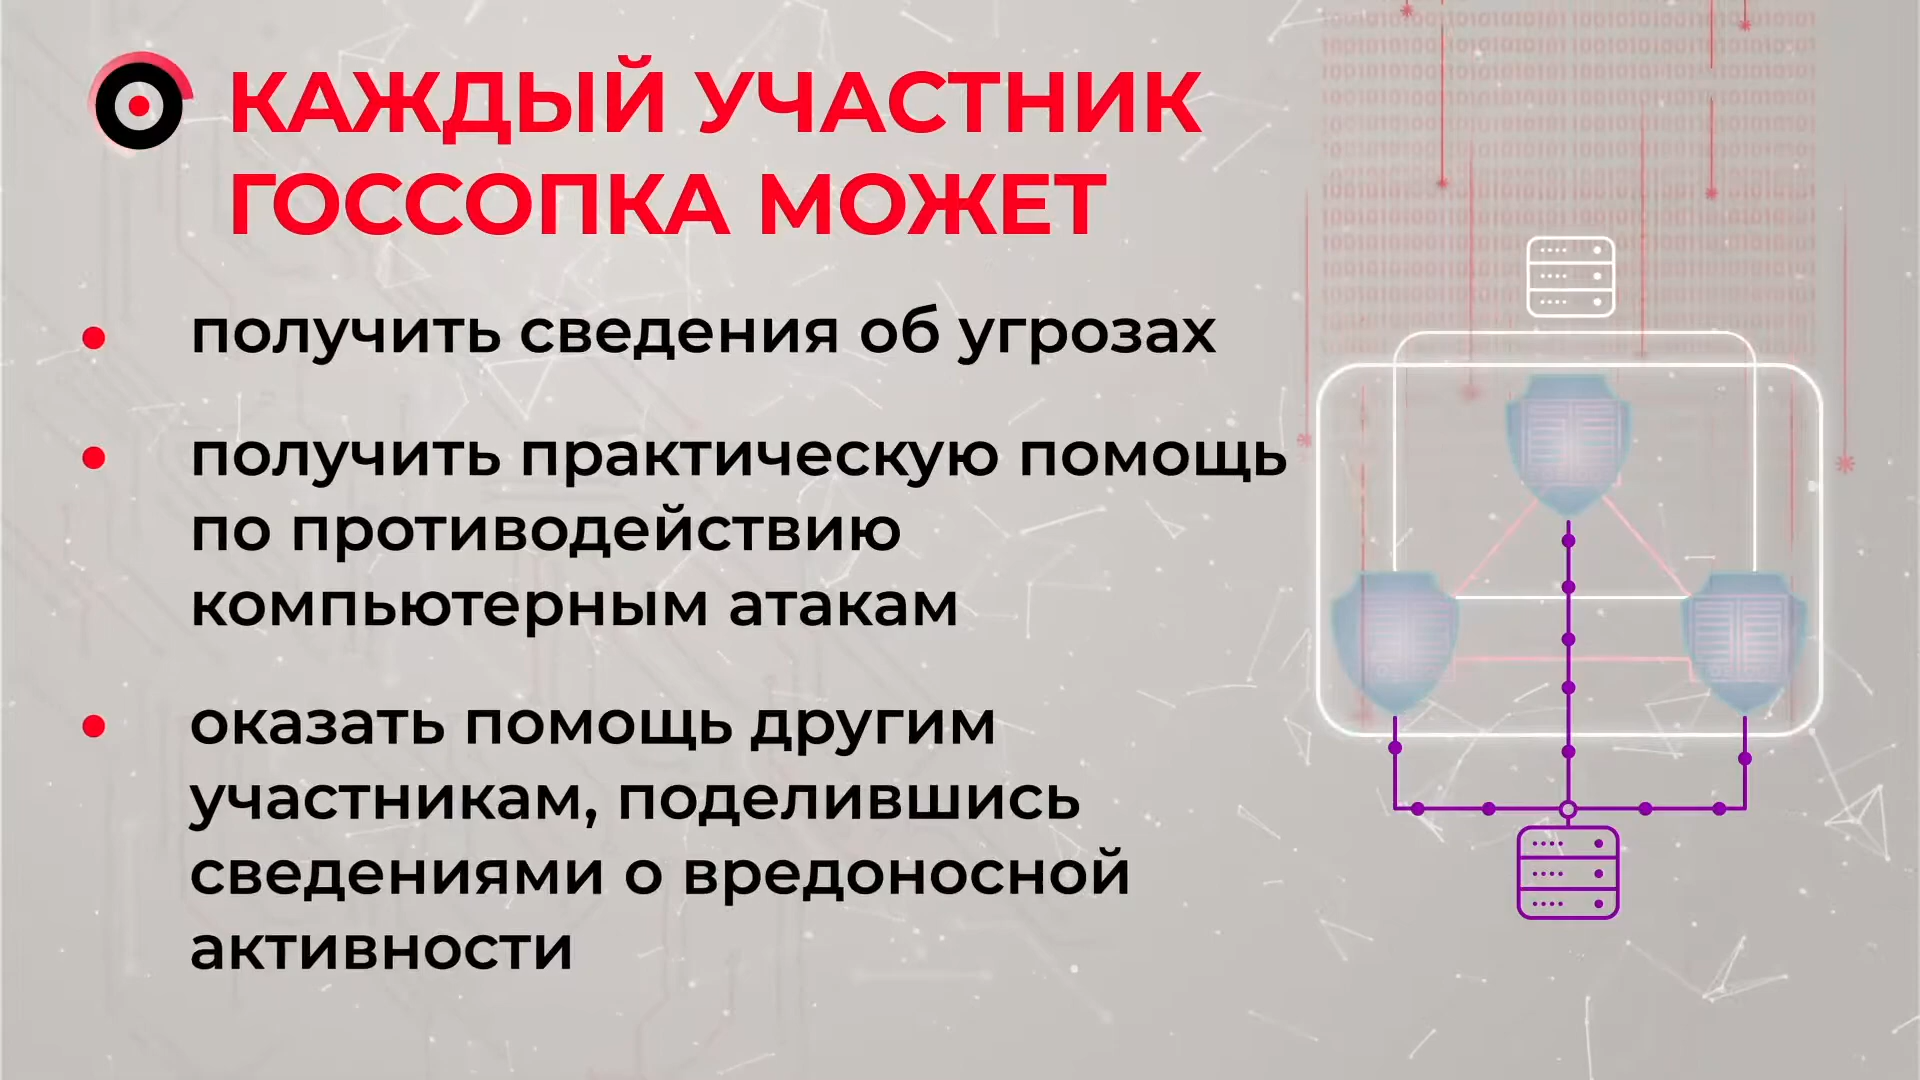 КАЖДЫЙ УЧАСТНИК
ГОССОПКА МОЖЕТ
получить сведения об угрозах
получить практическую помощь
по противодействию
компьютерным атакам
оказать помощь другим
участникам, поделившись
сведениями о вредоносной
активности